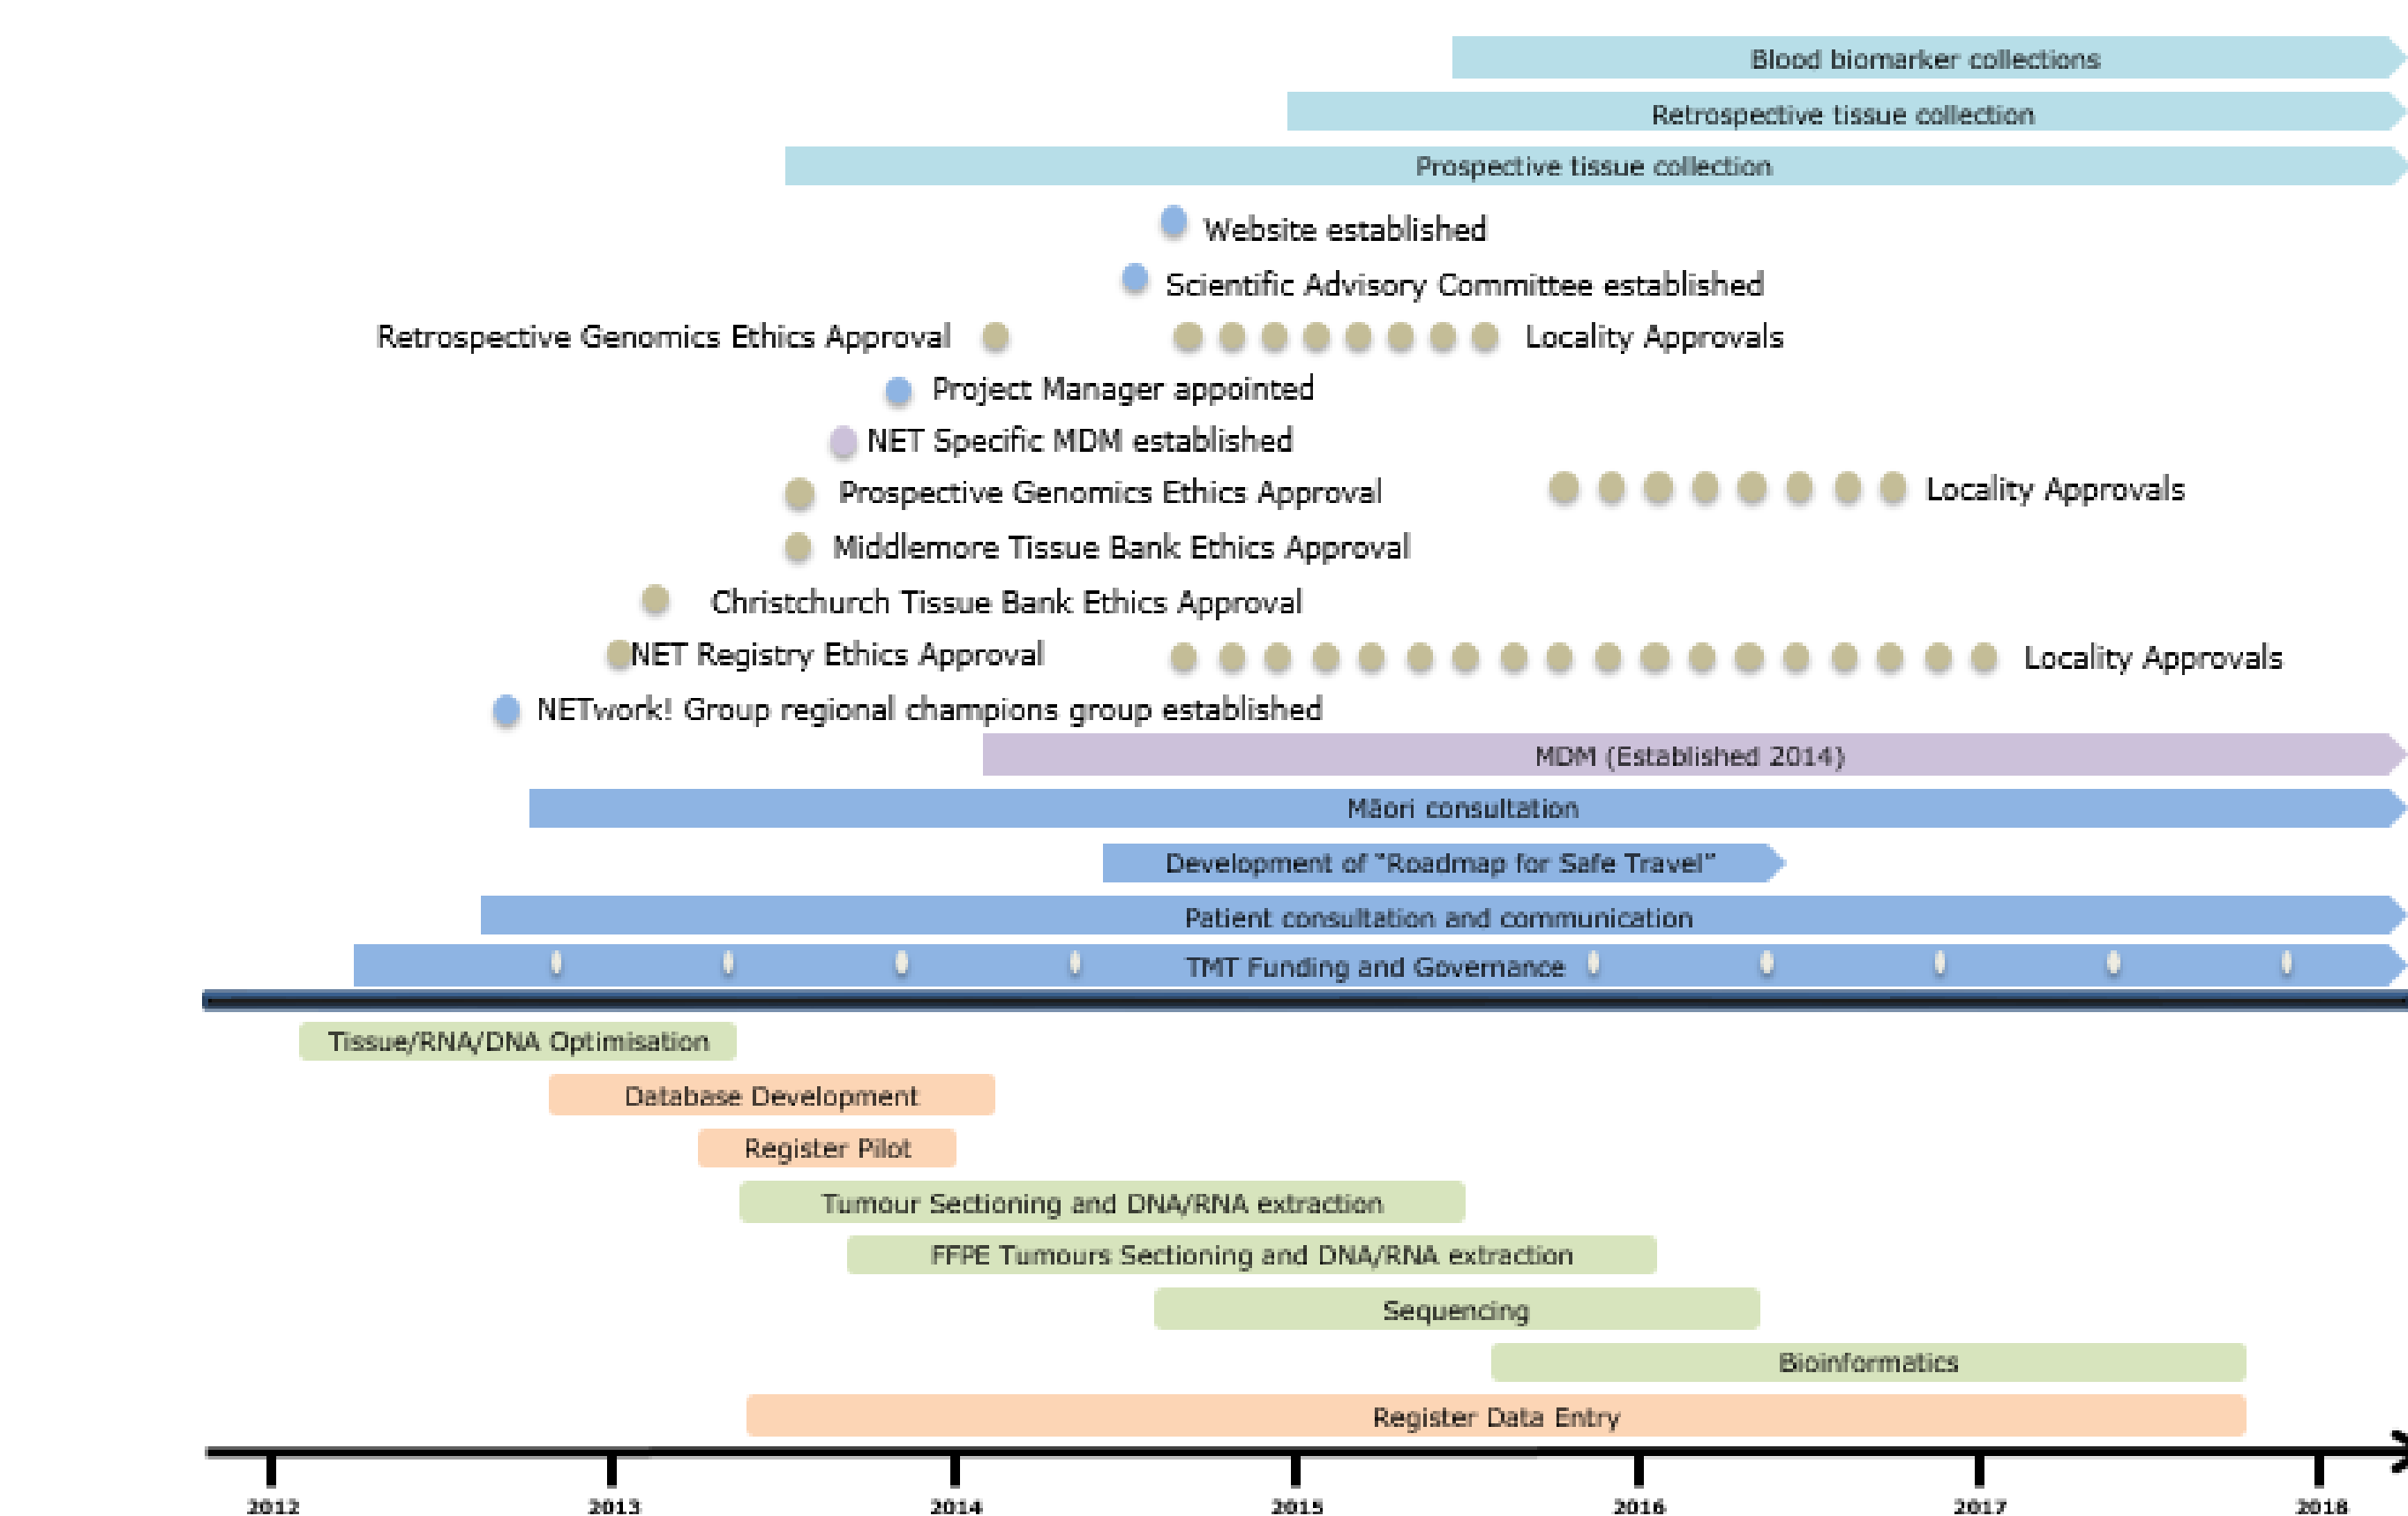 Blood biomarker collections
Retrospective tissue collection
Prospective tissue collection
Website established
Scientific Advisory Committee established
Retrospective Genomics Ethics Approval
Locality Approvals
Project Manager appointed
NET Specific MDM established
Prospective Genomics Ethics Approval
Locality Approvals
Middlemore Tissue Bank Ethics Approval
Christchurch Tissue Bank Ethics Approval
NET Registry Ethics Approval
Locality Approvals
NETwork! Group regional champions group established
MDM (Established 2014)
Māori consultation
Development of "Roadmap for Safe Travel"
Patient consultation and communication
TMT Funding and Governance
Tissue/RNA/DNA Optimisation
Database Development
Register Pilot
Tumour Sectioning and DNA/RNA extraction
FFPE Tumours Sectioning and DNA/RNA extraction
Sequencing
Bioinformatics
Register Data Entry
2012 2013 2014 2015 2016 2017 2018